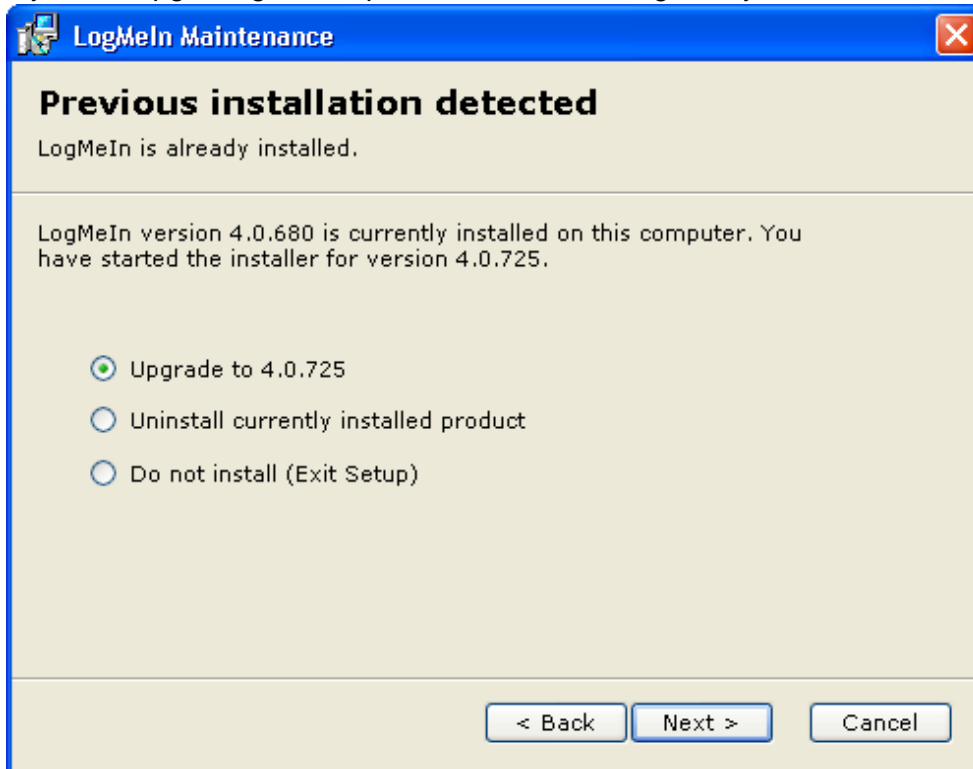 LogMeIn Maintenance
Previous installation detected
LogMeIn is already installed.
LogMeIn version 4.0.680 is currently installed on this computer. You
have started the installer for version 4.0.725.
Upgrade to 4.0.725
Uninstall currently installed product
Do not install (Exit Setup)
< Back Next > Cancel